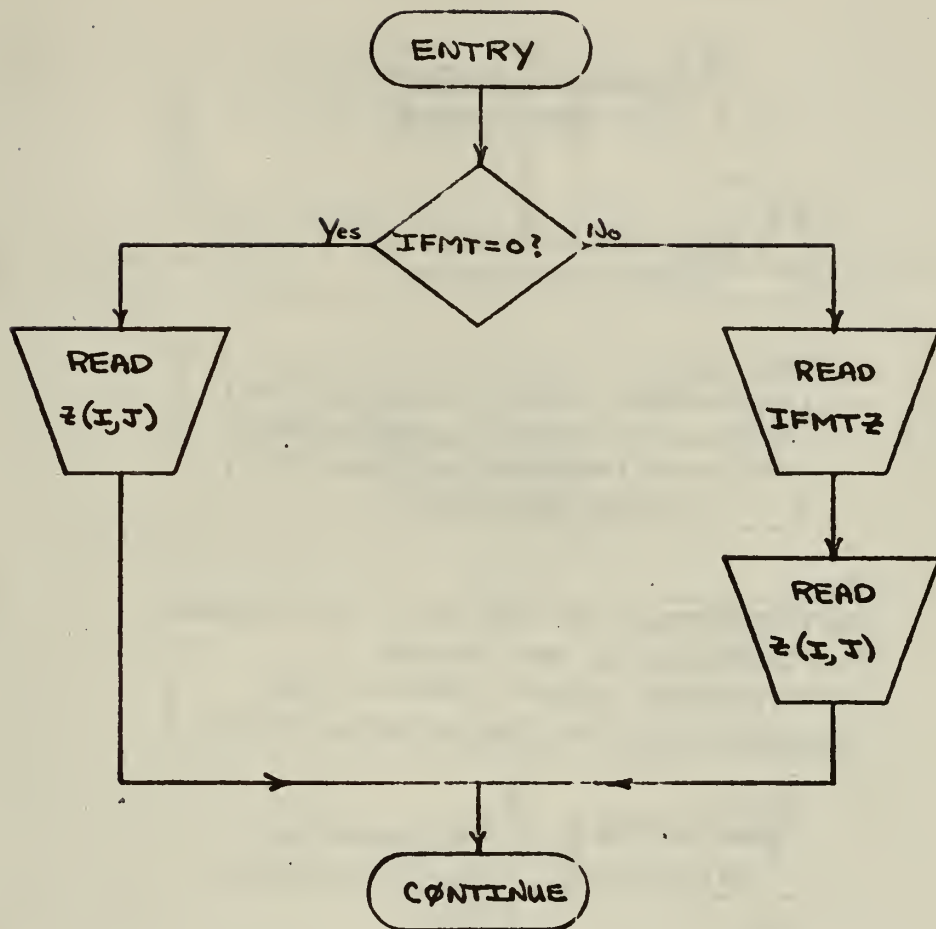 ENTRY
Yes
IFMT=0?
No
READ
Z(I,J)
READ
IFMTZ
READ
Z(I,J)
CØNTINUE